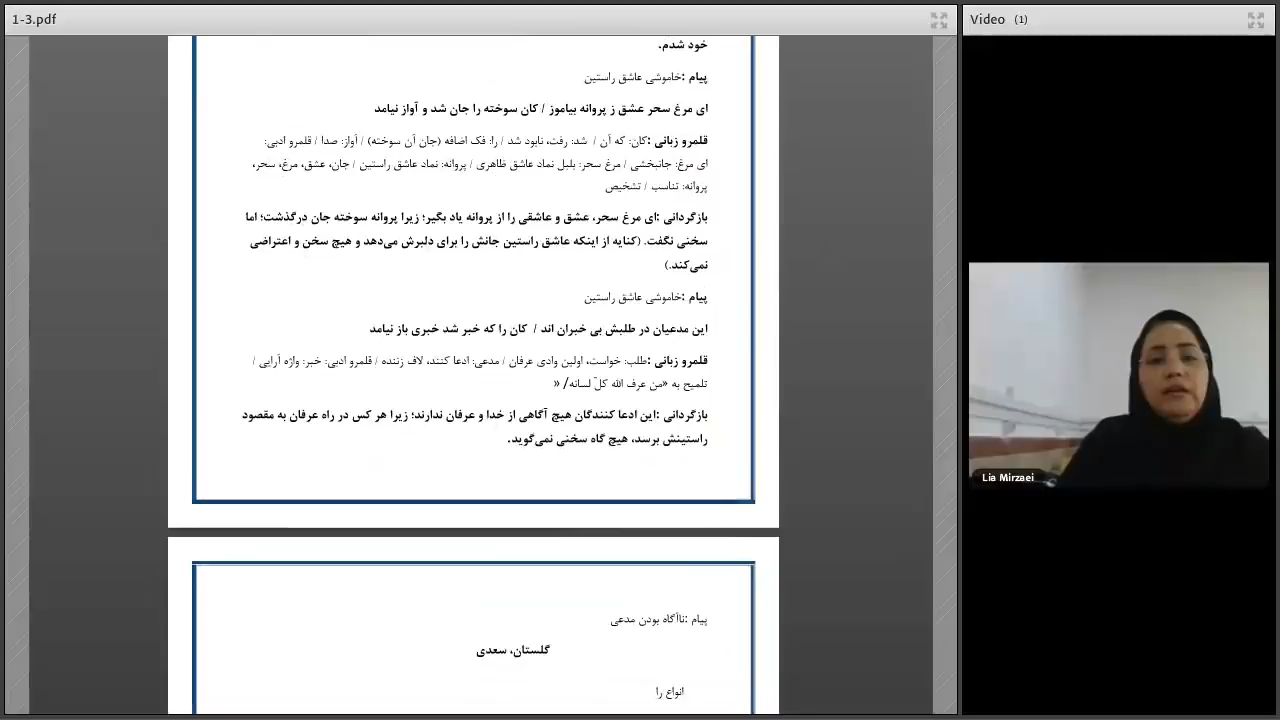 1-3.pdf
Video (1)
خود شدم.
پیام :خاموشی عاشق راستین
ای مرغ سحر عشق ز پروانه بیاموز / کان سوخته را جان شد و آواز نیامد
قلمرو زبانی :کان: که آن / شد: رفت، نابود شد / را: فک اضافه (جان آن سوخته) / آواز: صدا / قلمرو ادبی:
ای مرغ: جانبخشی / مرغ سحر: بلبل نماد عاشق ظاهری / پروانه: نماد عاشق راستین / جان، عشق، مرغ، سحر،
پروانه: تناسب / تشخیص
بازگردانی :ای مرغ سحر، عشق و عاشقی را از پروانه یاد بگیر؛ زیرا پروانه سوخته جان درگذشت؛ اما
سخنی نگفت. (کنایه از اینکه عاشق راستین جانش را برای دلبرش می‌دهد و هیچ سخن و اعتراضی
نمی‌کند.)
پیام :خاموشی عاشق راستین
این مدعیان در طلبش بی خبران اند / کان را که خبر شد خبری باز نیامد
قلمرو زبانی :طلب: خواست، اولین وادی عرفان / مدعی: ادعا کنند، لاف زننده / قلمرو ادبی: خبر: واژه آرایی /
تلمیح به «من عرف الله کلّ لسانه/ «
بازگردانی :این ادعا کنندگان هیچ آگاهی از خدا و عرفان ندارند؛ زیرا هر کس در راه عرفان به مقصود
راستینش برسد، هیچ گاه سخنی نمی‌گوید.
پیام :ناآگاه بودن مدعی
گلستان، سعدی
انواع را
Lia Mirzaei